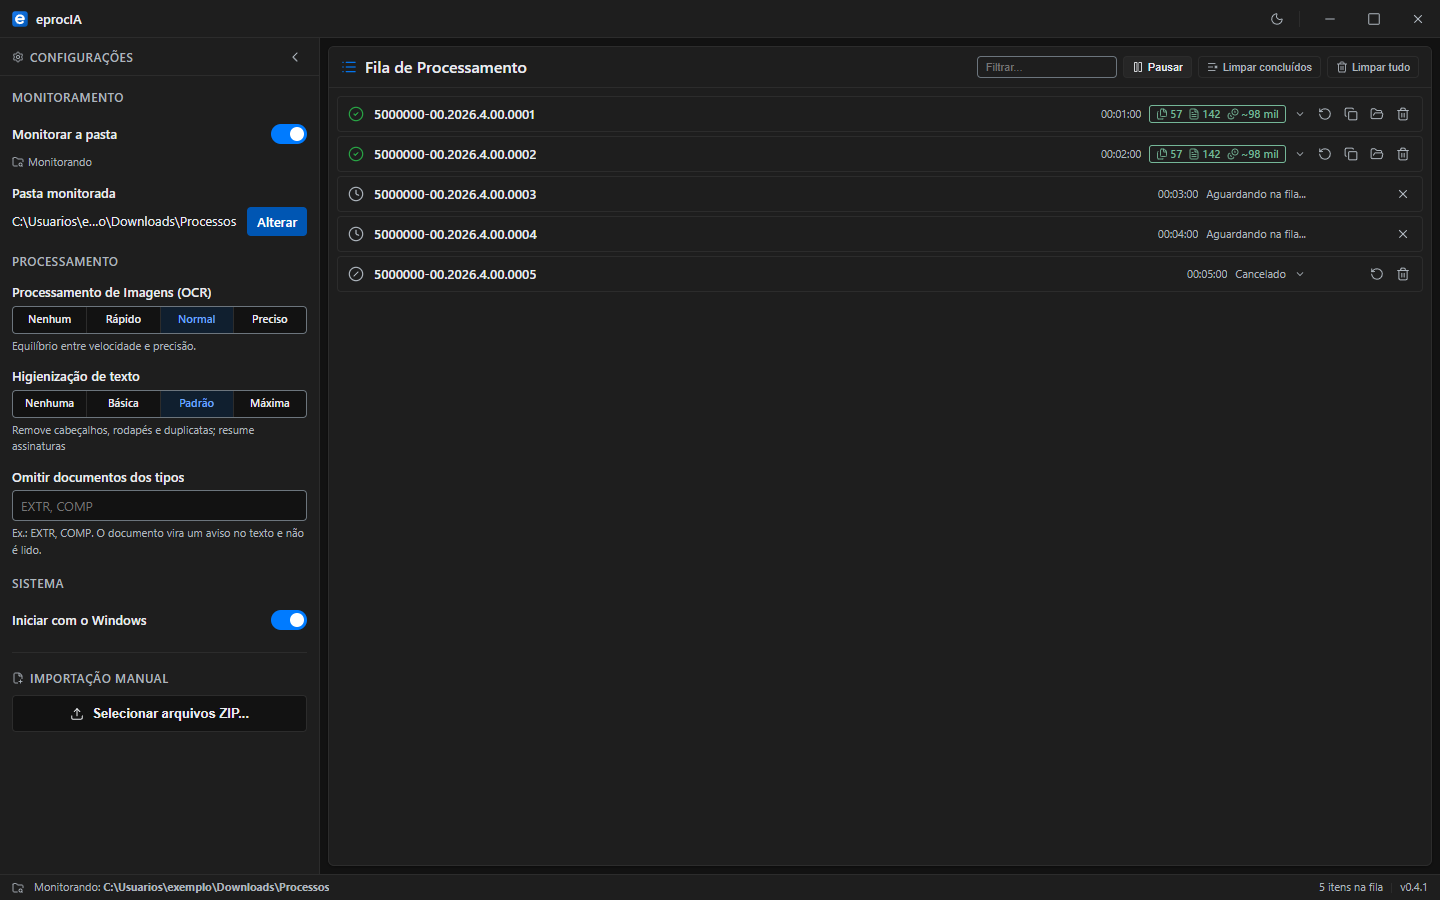 eprocIA
CONFIGURAÇÕES
MONITORAMENTO
Monitorar a pasta
Monitorando
Pasta monitorada
C:\Usuarios\e...o\Downloads\Processos
Alterar
PROCESSAMENTO
Processamento de Imagens (OCR)
Nenhum Rápido Normal Preciso
Equilíbrio entre velocidade e precisão.
Higienização de texto
Nenhuma Básica Padrão Máxima
Remove cabeçalhos, rodapés e duplicatas; resume
assinaturas
Omitir documentos dos tipos
EXTR, COMP
Ex.: EXTR, COMP. O documento vira um aviso no texto e não
é lido.
SISTEMA
Iniciar com o Windows
IMPORTAÇÃO MANUAL
Selecionar arquivos ZIP...
Fila de Processamento
Filtrar... Pausar Limpar concluídos Limpar tudo
5000000-00.2026.4.00.0001 00:01:00 57 142 ~98 mil
5000000-00.2026.4.00.0002 00:02:00 57 142 ~98 mil
5000000-00.2026.4.00.0003 00:03:00 Aguardando na fila...
5000000-00.2026.4.00.0004 00:04:00 Aguardando na fila...
5000000-00.2026.4.00.0005 00:05:00 Cancelado
Monitorando: C:\Usuarios\exemplo\Downloads\Processos
5 itens na fila v0.4.1